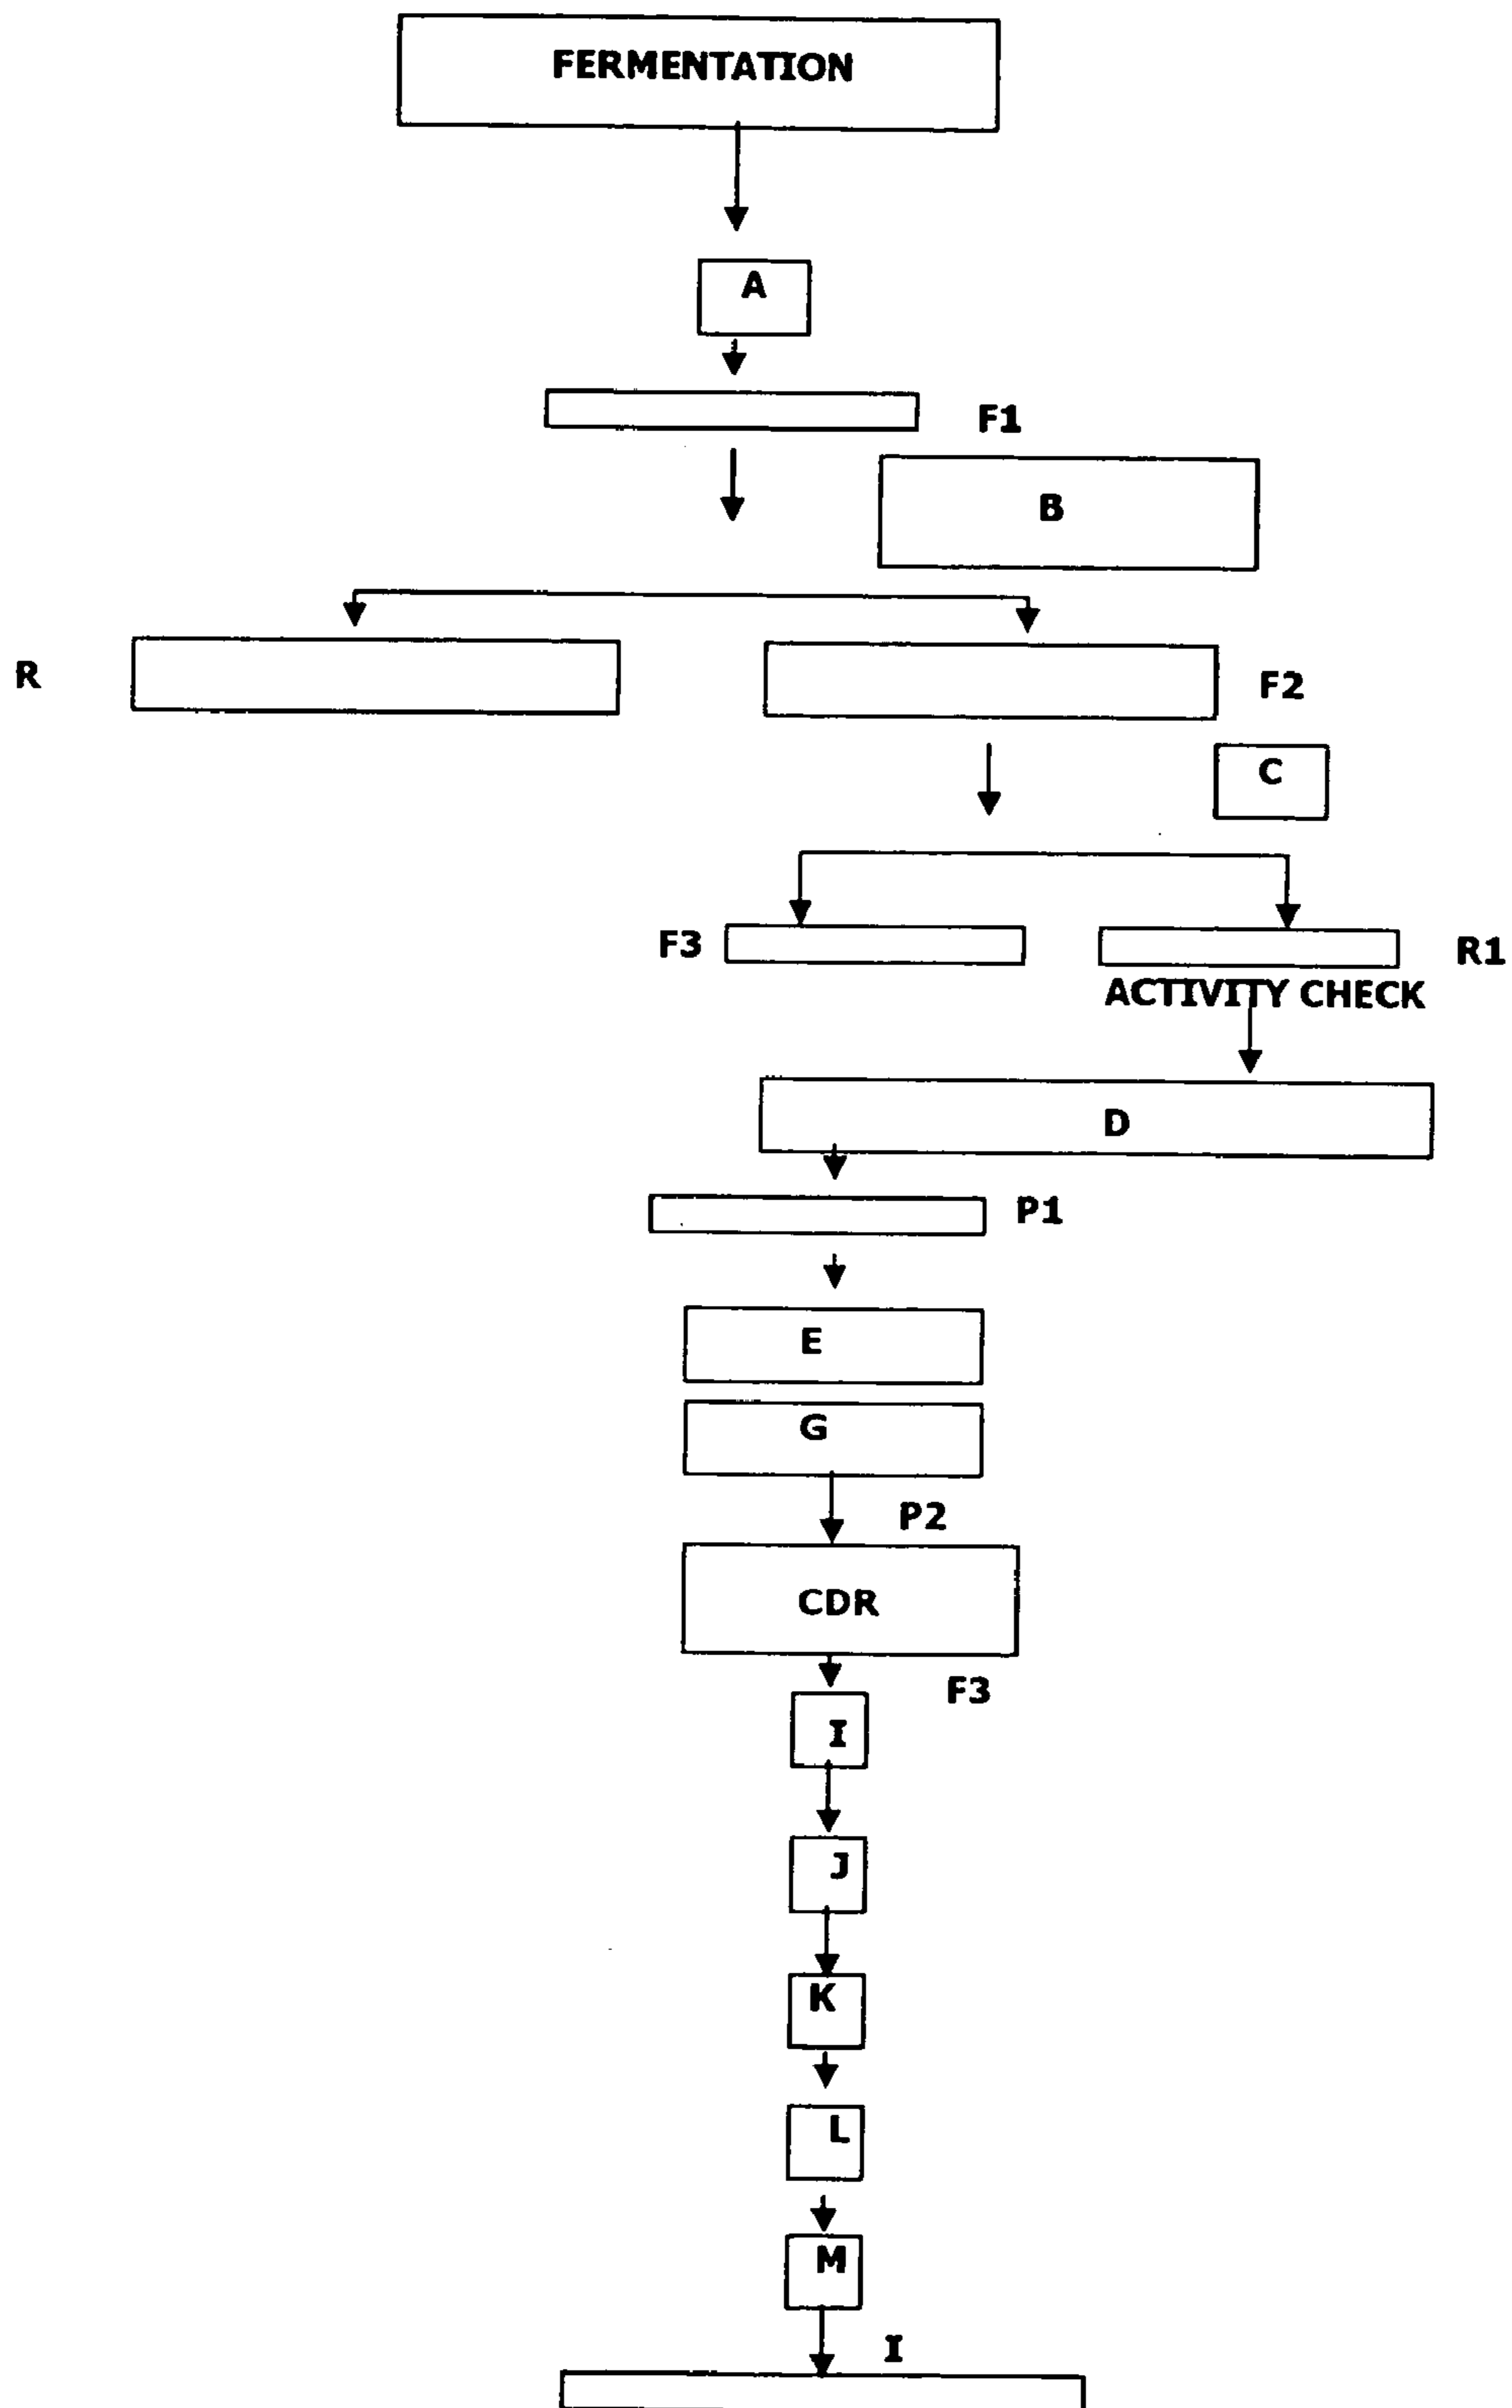 FERMENTATION
A
F1
B
R
F2
C
F3
R1
ACTIVITY CHECK
D
P1
E
G
P2
CDR
F3
I
J
K
L
M
I